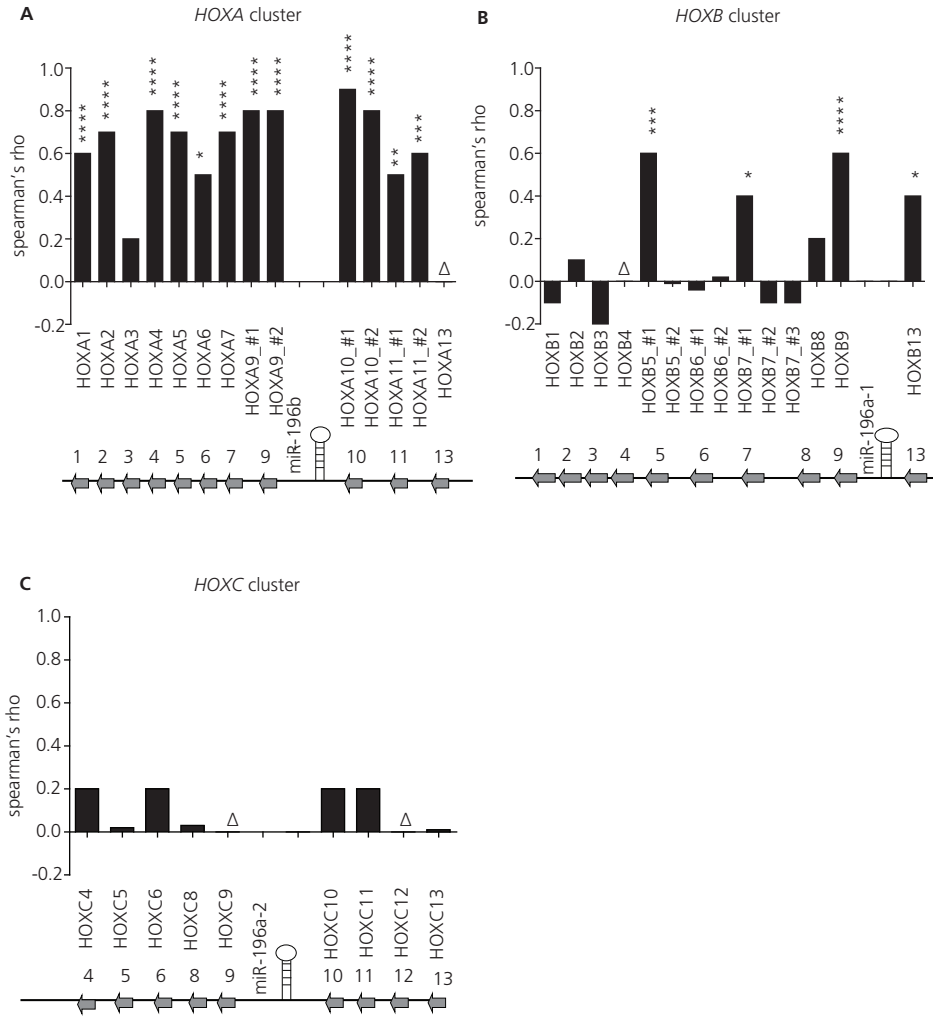 A
HOXA cluster
spearman's rho
1.0
0.8
0.6
0.4
0.2
0.0
-0.2
****
****
****
****
*
****
****
****
****
****
**
***
Δ
HOXA1
HOXA2
HOXA3
HOXA4
HOXA5
HOXA6
HOXA7
HOXA9_#1
HOXA9_#2
miR-196b
HOXA10_#1
HOXA10_#2
HOXA11_#1
HOXA11_#2
HOXA13
1 2 3 4 5 6 7 9 10 11 13
B
HOXB cluster
spearman's rho
1.0
0.8
0.6
0.4
0.2
0.0
-0.2
Δ
***
*
****
*
HOXB1
HOXB2
HOXB3
HOXB4
HOXB5_#1
HOXB5_#2
HOXB6_#1
HOXB6_#2
HOXB7_#1
HOXB7_#2
HOXB7_#3
HOXB8
HOXB9
miR-196a-1
HOXB13
1 2 3 4 5 6 7 8 9 13
C
HOXC cluster
spearman's rho
1.0
0.8
0.6
0.4
0.2
0.0
-0.2
Δ
Δ
HOXC4
HOXC5
HOXC6
HOXC8
HOXC9
miR-196a-2
HOXC10
HOXC11
HOXC12
HOXC13
4 5 6 8 9 10 11 12 13